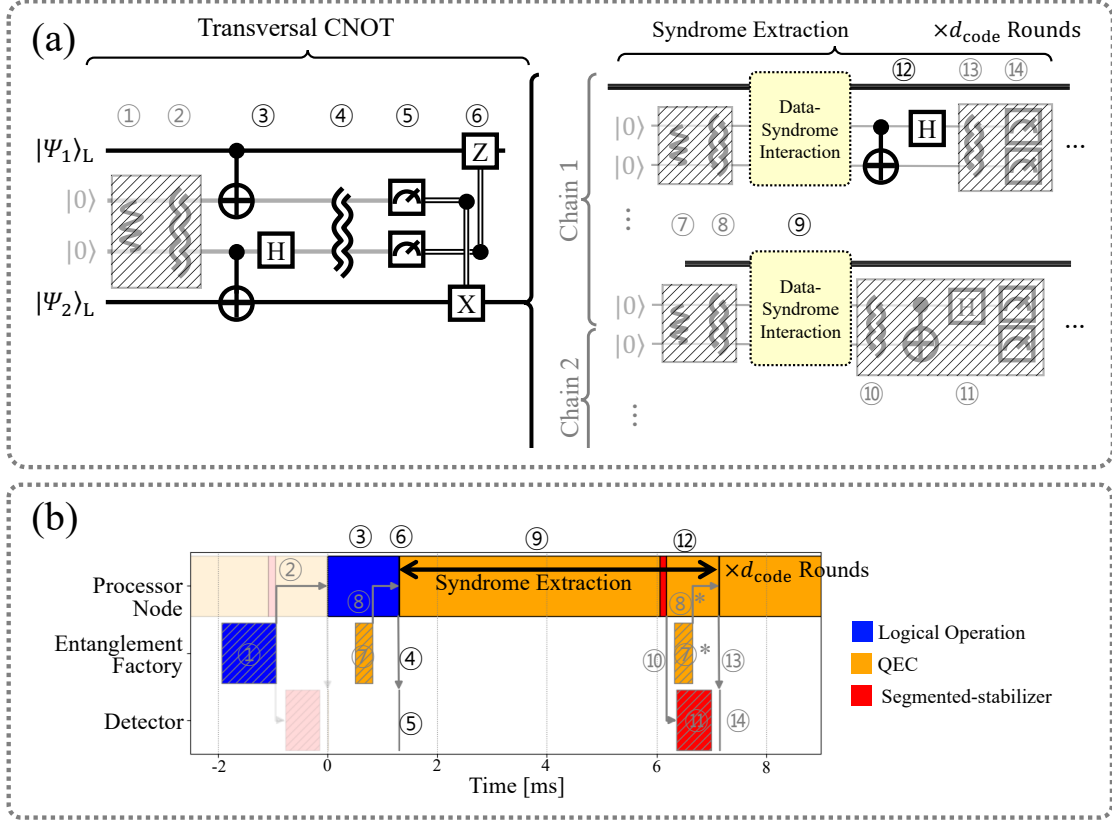 (a)
Transversal CNOT
① ② ③ ④ ⑤ ⑥
|Ψ₁⟩L
|0⟩
|0⟩
|Ψ₂⟩L
H
Z
X
Syndrome Extraction ×d_code Rounds
⑫ ⑬ ⑭
Chain 1
|0⟩
|0⟩
Data-
Syndrome
Interaction
H
...
⋮
⑦ ⑧ ⑨
|0⟩
|0⟩
Data-
Syndrome
Interaction
H
...
⑩ ⑪
Chain 2
⋮
(b)
③ ⑥ ⑨ ⑫
Processor
Node
②
⑧
Syndrome Extraction
×d_code Rounds
⑧*
Entanglement
Factory
①
⑦
④
⑩
⑦*
⑬
Detector
⑤
⑪
⑭
-2 0 2 4 6 8
Time [ms]
Logical Operation
QEC
Segmented-stabilizer